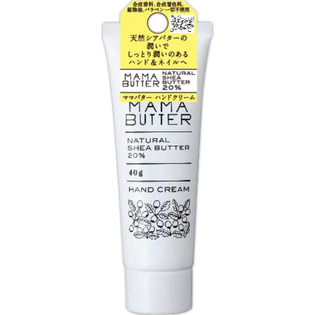 合成香料、合成着色料、
鉱物油、パラベン一切不使用
天然シアバターの
潤いで
しっとり潤いのある
ハンド&ネイルへ
MAMA BUTTER
NATURAL SHEA BUTTER 20%
ママバター ハンドクリーム
MAMA
BUTTER
NATURAL
SHEA BUTTER
20%
40g
HAND CREAM